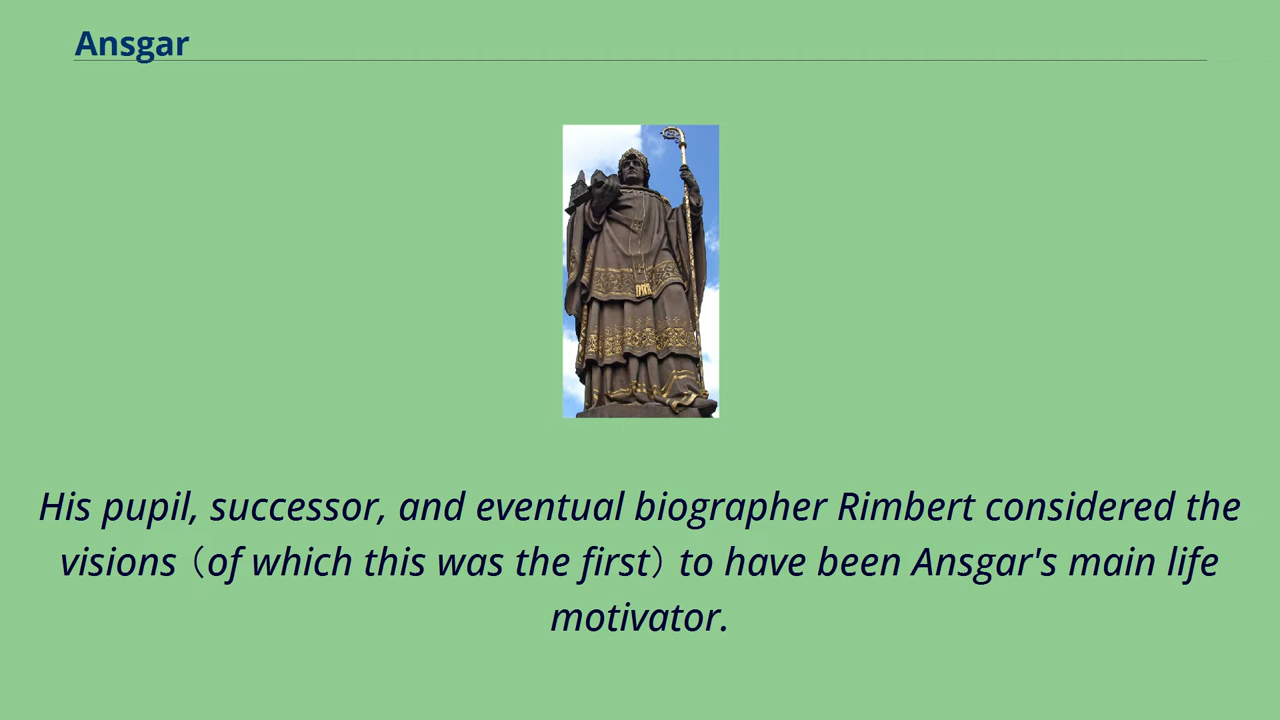 Ansgar
His pupil, successor, and eventual biographer Rimbert considered the
visions（of which this was the first）to have been Ansgar's main life
motivator.